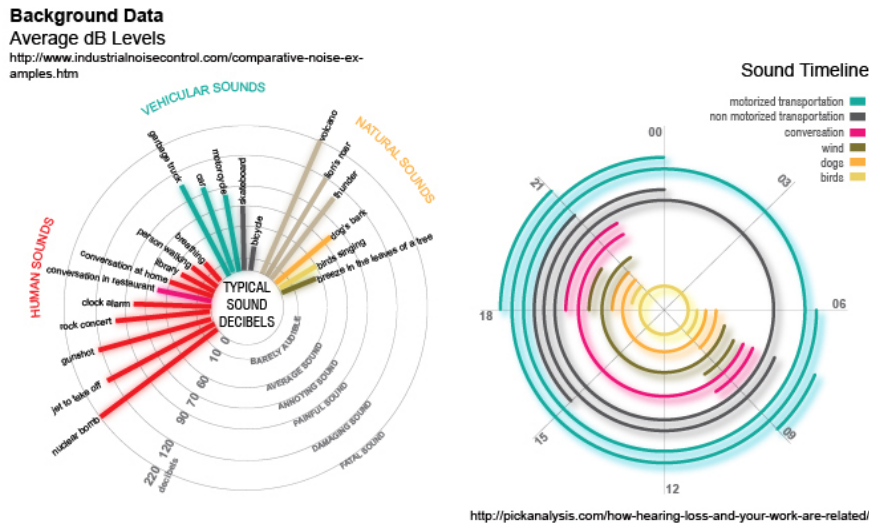 Background Data
Average dB Levels
http://www.industrialnoisecontrol.com/comparative-noise-ex-
amples.htm
VEHICULAR SOUNDS
NATURAL SOUNDS
HUMAN SOUNDS
garbage truck
car
motorcycle
skateboard
bicycle
volcano
lion's roar
thunder
dog's bark
birds singing
breeze in the leaves of a tree
breathing
person walking
library
conversation at home
conversation in restaurant
clock alarm
rock concert
gunshot
jet to take off
nuclear bomb
TYPICAL
SOUND
DECIBELS
0
10
60
70
90
120
220
decibels
BARELY AUDIBLE
AVERAGE SOUND
ANNOYING SOUND
PAINFUL SOUND
DAMAGING SOUND
FATAL SOUND
Sound Timeline
motorized transportation
non motorized transportation
conversation
wind
dogs
birds
00
03
06
09
12
15
18
21
http://pickanalysis.com/how-hearing-loss-and-your-work-are-related/